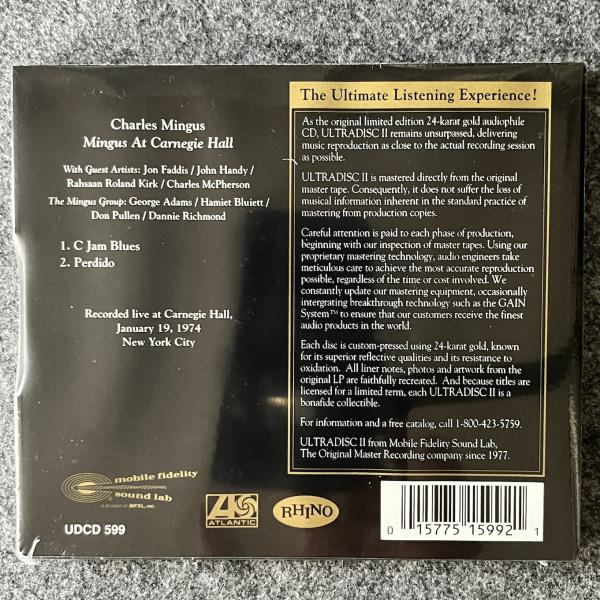 Charles Mingus
Mingus At Carnegie Hall
With Guest Artists: Jon Faddis / John Handy /
Rahsaan Roland Kirk / Charles McPherson
The Mingus Group: George Adams / Hamiet Bluiett /
Don Pullen / Dannie Richmond
1. C Jam Blues
2. Perdido
Recorded live at Carnegie Hall,
January 19, 1974
New York City
mobile fidelity
sound lab
a division of MFSL, INC.
UDCD 599
ATLANTIC
RHINO
The Ultimate Listening Experience!
As the original limited edition 24-karat gold audiophile
CD, ULTRADISC II remains unsurpassed, delivering
music reproduction as close to the actual recording session
as possible.
ULTRADISC II is mastered directly from the original
master tape. Consequently, it does not suffer the loss of
musical information inherent in the standard practice of
mastering from production copies.
Careful attention is paid to each phase of production,
beginning with our inspection of master tapes. Using our
proprietary mastering technology, audio engineers take
meticulous care to achieve the most accurate reproduction
possible, regardless of the time or cost involved. We
constantly update our mastering equipment, occasionally
intergrating breakthrough technology such as the GAIN
System™ to ensure that our customers receive the finest
audio products in the world.
Each disc is custom-pressed using 24-karat gold, known
for its superior reflective qualities and its resistance to
oxidation. All liner notes, photos and artwork from the
original LP are faithfully recreated. And because titles are
licensed for a limited term, each ULTRADISC II is a
bonafide collectible.
For information and a free catalog, call 1-800-423-5759.
ULTRADISC II from Mobile Fidelity Sound Lab,
The Original Master Recording company since 1977.
0 15775 15992 1